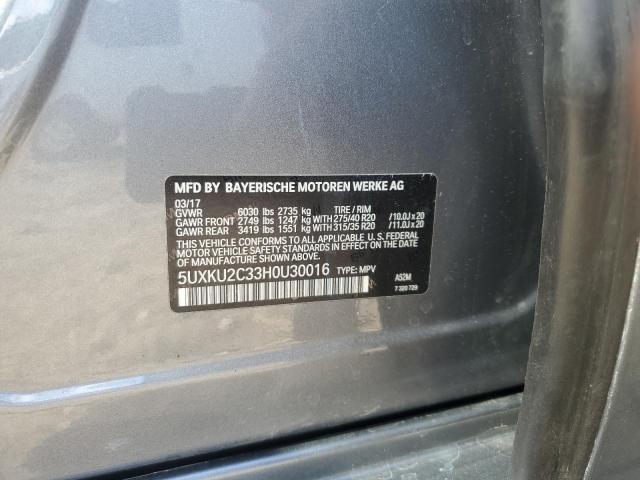 MFD BY BAYERISCHE MOTOREN WERKE AG
03/17
GVWR 6030 lbs 2735 kg TIRE / RIM
GAWR FRONT 2749 lbs 1247 kg WITH 275/40 R20 /10.0J x 20
GAWR REAR 3419 lbs 1551 kg WITH 315/35 R20 /11.0J x 20
THIS VEHICLE CONFORMS TO ALL APPLICABLE U.S. FEDERAL
MOTOR VEHICLE SAFETY STANDARDS IN EFFECT ON THE DATE
OF MANUFACTURE SHOWN ABOVE.
5UXKU2C33H0U30016 TYPE: MPV
A52M
7 320 729